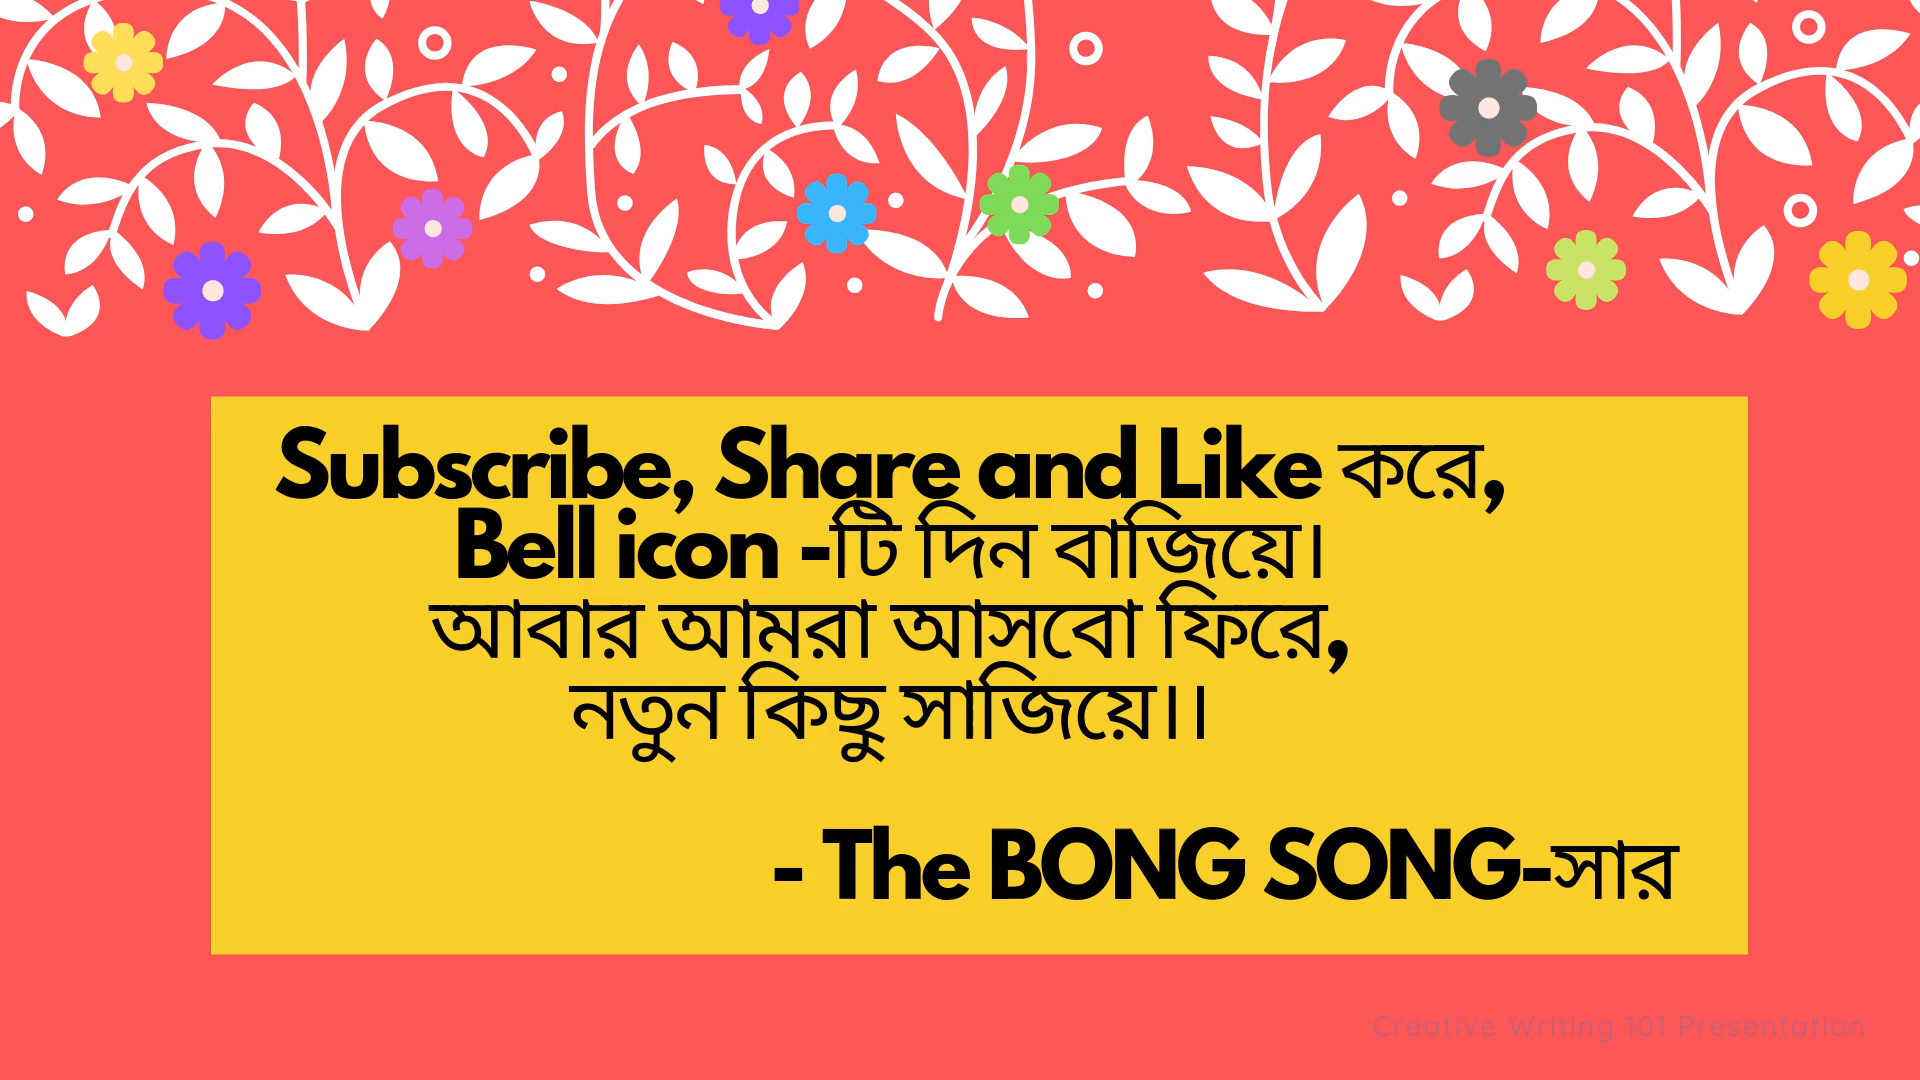 Subscribe, Share and Like করে,
Bell icon -টি দিন বাজিয়ে।
আবার আমরা আসবো ফিরে,
নতুন কিছু সাজিয়ে।।
- The BONG SONG-সার
Creative Writing 101 Presentation